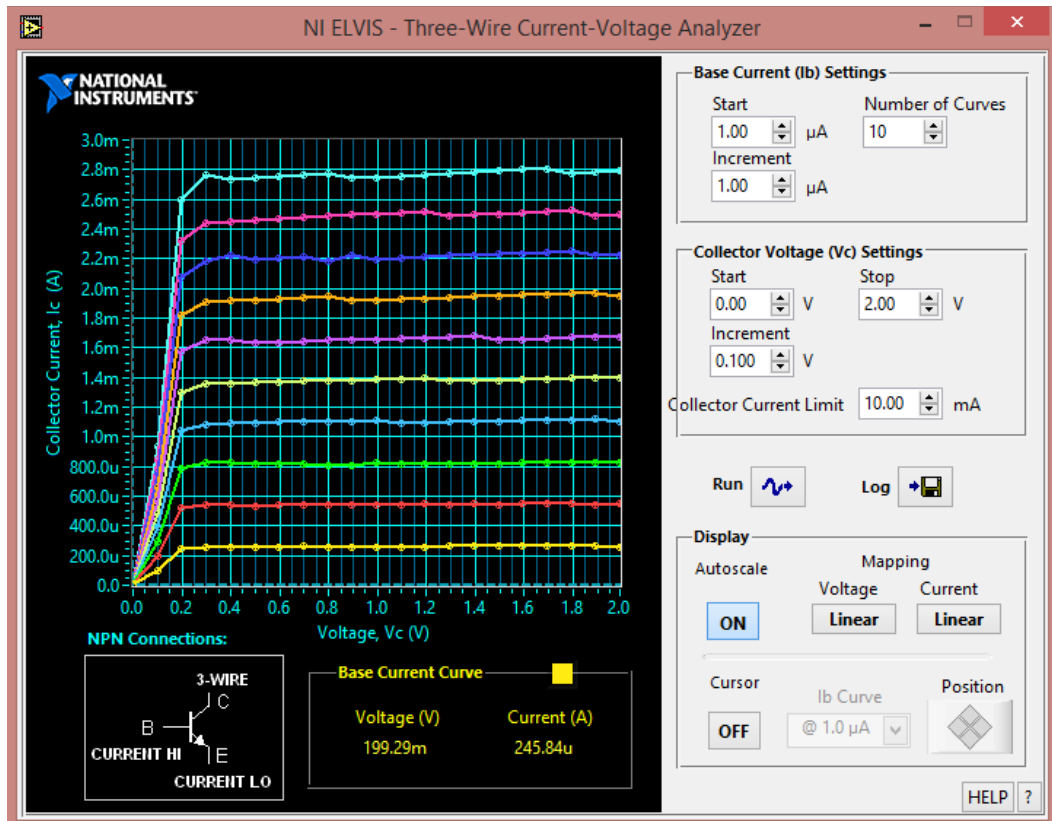 NI ELVIS - Three-Wire Current-Voltage Analyzer
NATIONAL
INSTRUMENTS
3.0m
2.8m
2.6m
2.4m
2.2m
2.0m
1.8m
1.6m
1.4m
1.2m
1.0m
800.0u
600.0u
400.0u
200.0u
0.0
Collector Current, Ic (A)
0.0 0.2 0.4 0.6 0.8 1.0 1.2 1.4 1.6 1.8 2.0
Voltage, Vc (V)
NPN Connections:
3-WIRE
C
B
CURRENT HI
E
CURRENT LO
Base Current Curve
Voltage (V) Current (A)
199.29m 245.84u
Base Current (Ib) Settings
Start Number of Curves
1.00 µA 10
Increment
1.00 µA
Collector Voltage (Vc) Settings
Start Stop
0.00 V 2.00 V
Increment
0.100 V
Collector Current Limit 10.00 mA
Run Log
Display
Autoscale Mapping
Voltage Current
ON Linear Linear
Cursor Ib Curve Position
OFF @ 1.0 µA
HELP ?